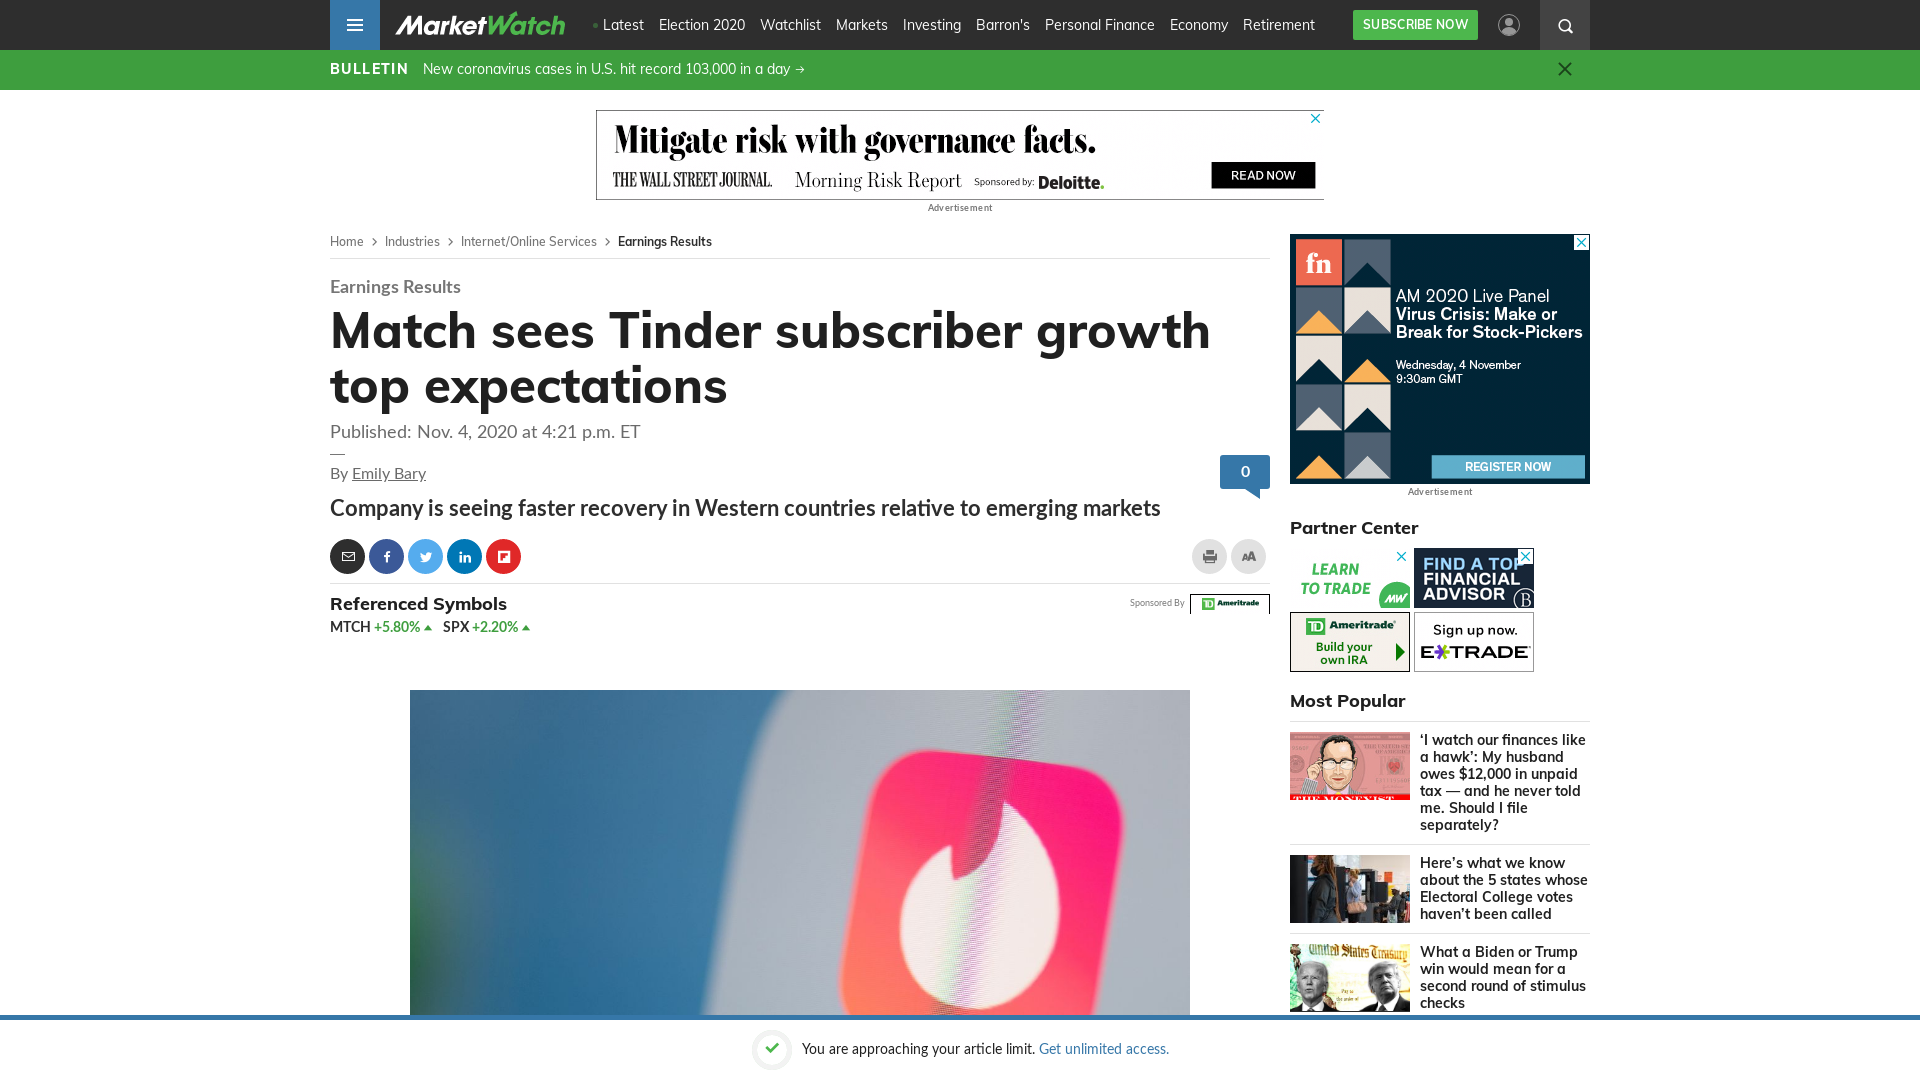 MarketWatch
Latest Election 2020 Watchlist Markets Investing Barron's Personal Finance Economy Retirement
SUBSCRIBE NOW
BULLETIN New coronavirus cases in U.S. hit record 103,000 in a day →
Mitigate risk with governance facts.
THE WALL STREET JOURNAL. Morning Risk Report Sponsored by: Deloitte.
READ NOW
Advertisement
Home > Industries > Internet/Online Services > Earnings Results
Earnings Results
Match sees Tinder subscriber growth
top expectations
Published: Nov. 4, 2020 at 4:21 p.m. ET
—
By Emily Bary
0
Company is seeing faster recovery in Western countries relative to emerging markets
AA
Referenced Symbols
Sponsored By TD Ameritrade
MTCH +5.80% SPX +2.20%
fn
AM 2020 Live Panel
Virus Crisis: Make or
Break for Stock-Pickers
Wednesday, 4 November
9:30am GMT
REGISTER NOW
Advertisement
Partner Center
LEARN
TO TRADE
MW
FIND A TOP
FINANCIAL
ADVISOR
B
TD Ameritrade
Build your
own IRA
Sign up now.
E*TRADE
Most Popular
‘I watch our finances like
a hawk’: My husband
owes $12,000 in unpaid
tax — and he never told
me. Should I file
separately?
THE MONEYIST
Here’s what we know
about the 5 states whose
Electoral College votes
haven’t been called
United States Treasury
What a Biden or Trump
win would mean for a
second round of stimulus
checks
You are approaching your article limit. Get unlimited access.